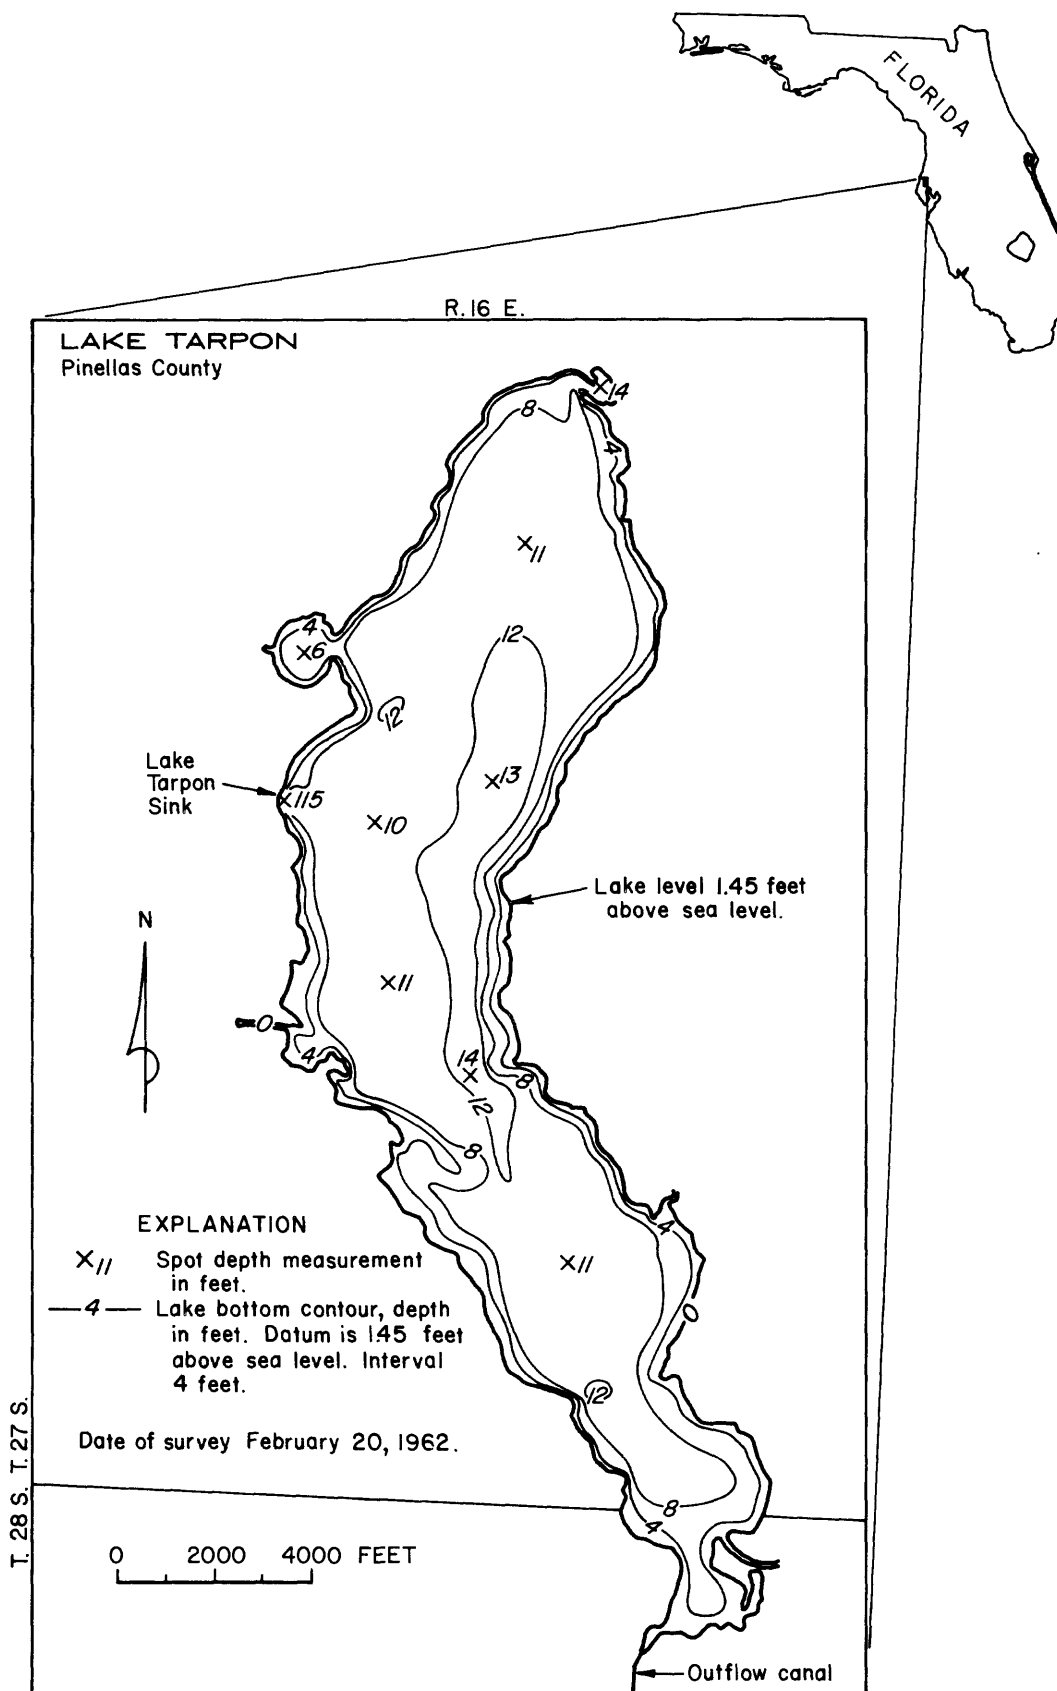 FLORIDA
R. 16 E.
LAKE TARPON
Pinellas County
14
8
4
11
4
6
12
12
Lake
Tarpon
Sink
115
13
10
Lake level 1.45 feet
above sea level.
N
11
0
4
14
8
12
8
4
EXPLANATION
11 Spot depth measurement
in feet.
11
4 Lake bottom contour, depth
in feet. Datum is 1.45 feet
above sea level. Interval
4 feet.
0
12
Date of survey February 20, 1962.
T. 28 S. T. 27 S.
8
4
0 2000 4000 FEET
Outflow canal